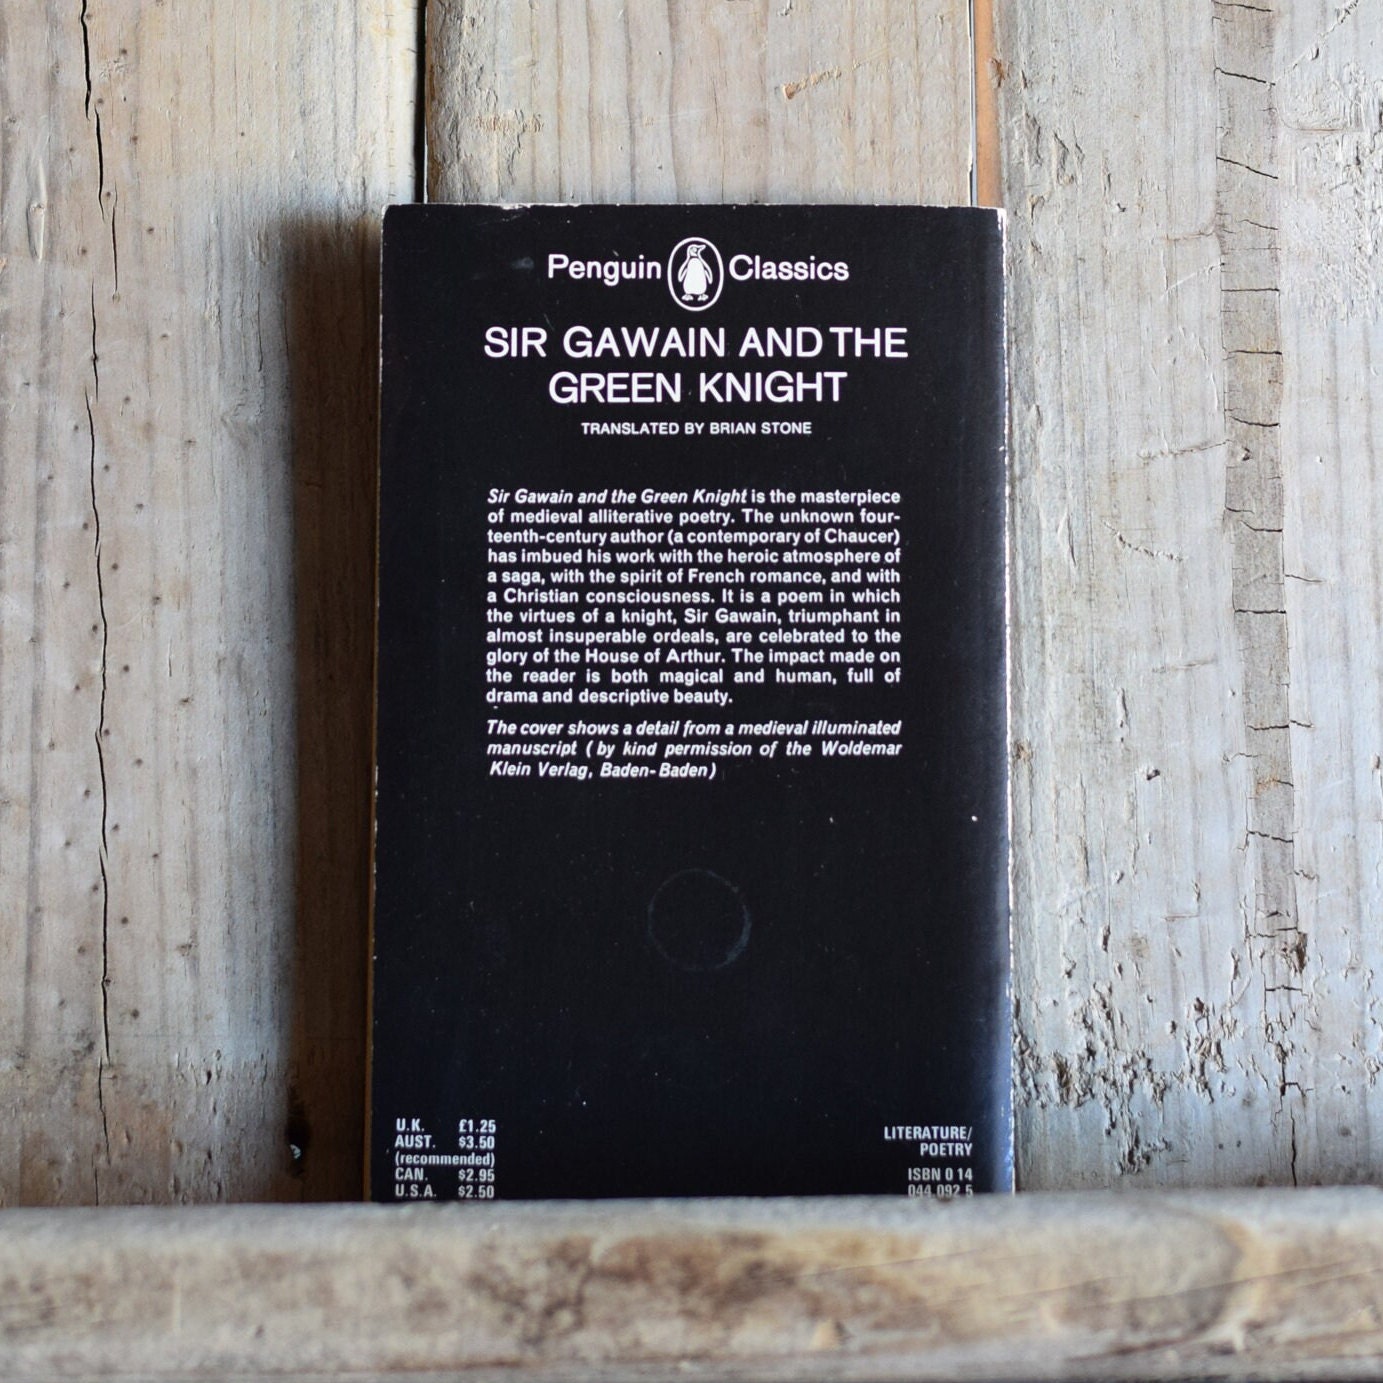 Penguin Classics
SIR GAWAIN AND THE
GREEN KNIGHT
TRANSLATED BY BRIAN STONE
Sir Gawain and the Green Knight is the masterpiece
of medieval alliterative poetry. The unknown four-
teenth-century author (a contemporary of Chaucer)
has imbued his work with the heroic atmosphere of
a saga, with the spirit of French romance, and with
a Christian consciousness. It is a poem in which
the virtues of a knight, Sir Gawain, triumphant in
almost insuperable ordeals, are celebrated to the
glory of the House of Arthur. The impact made on
the reader is both magical and human, full of
drama and descriptive beauty.
The cover shows a detail from a medieval illuminated
manuscript (by kind permission of the Woldemar
Klein Verlag, Baden-Baden)
U.K. £1.25
AUST. $3.50
(recommended)
CAN. $2.95
U.S.A. $2.50
LITERATURE/
POETRY
ISBN 0 14
044 092 5